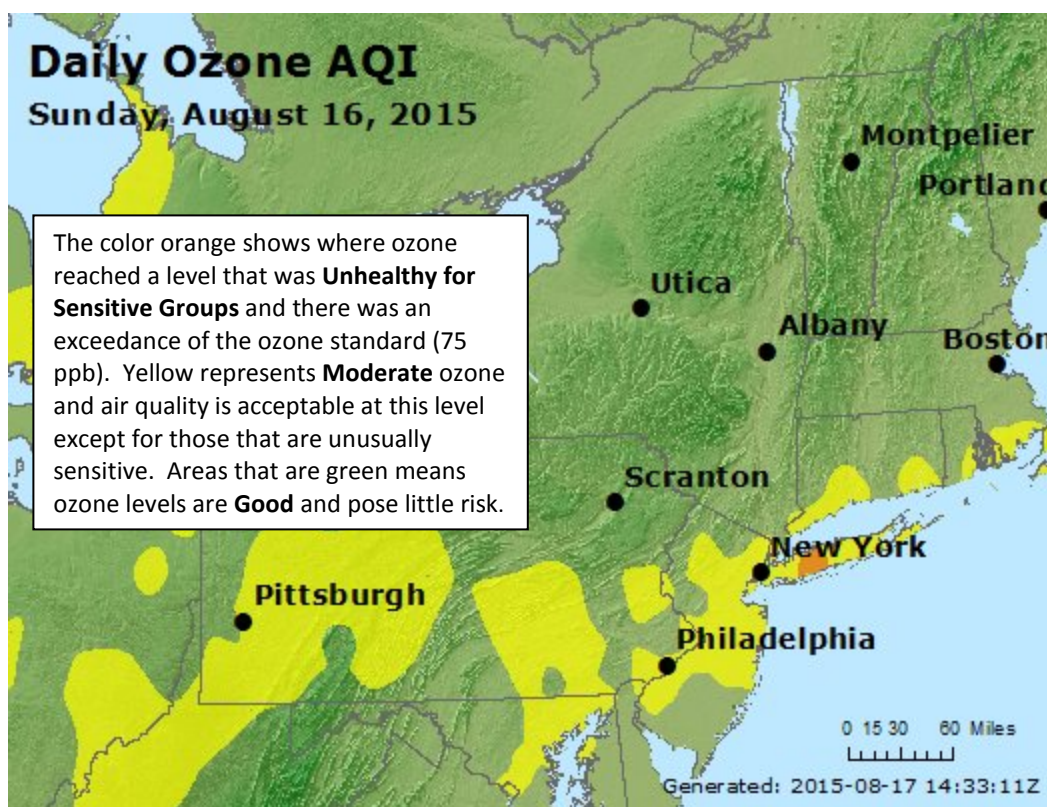 Daily Ozone AQI
Sunday, August 16, 2015
Montpelier
Portland
The color orange shows where ozone
reached a level that was Unhealthy for
Sensitive Groups and there was an
exceedance of the ozone standard (75
ppb). Yellow represents Moderate ozone
and air quality is acceptable at this level
except for those that are unusually
sensitive. Areas that are green means
ozone levels are Good and pose little risk.
Utica
Albany
Boston
Scranton
New York
Pittsburgh
Philadelphia
0 15 30 60 Miles
Generated: 2015-08-17 14:33:11Z